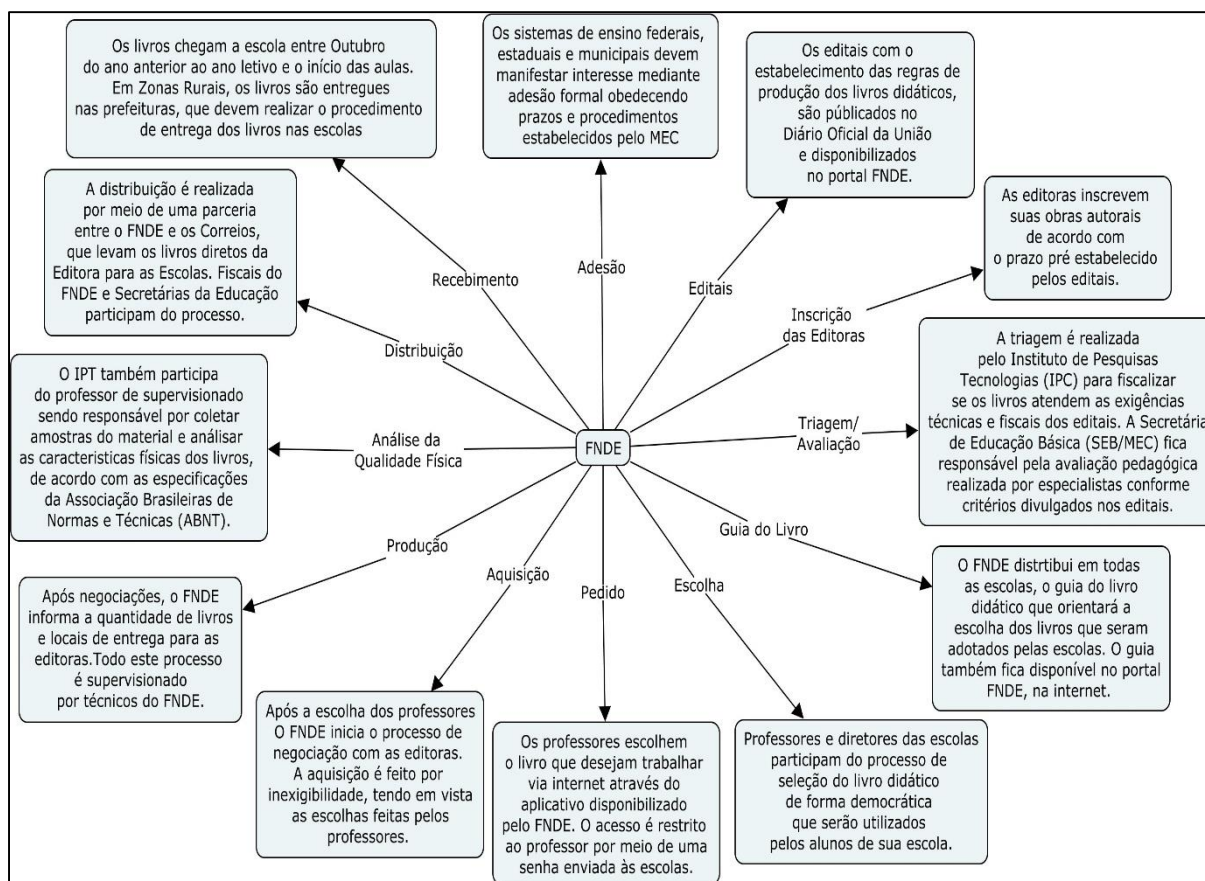 Os livros chegam a escola entre Outubro
do ano anterior ao ano letivo e o início das aulas.
Em Zonas Rurais, os livros são entregues
nas prefeituras, que devem realizar o procedimento
de entrega dos livros nas escolas
Os sistemas de ensino federais,
estaduais e municipais devem
manifestar interesse mediante
adesão formal obedecendo
prazos e procedimentos
estabelecidos pelo MEC
Os editais com o
estabelecimento das regras de
produção dos livros didáticos,
são públicados no
Diário Oficial da União
e disponibilizados
no portal FNDE.
As editoras inscrevem
suas obras autorais
de acordo com
o prazo pré estabelecido
pelos editais.
A distribuição é realizada
por meio de uma parceria
entre o FNDE e os Correios,
que levam os livros diretos da
Editora para as Escolas. Fiscais do
FNDE e Secretárias da Educação
participam do processo.
Recebimento
Adesão
Editais
Inscrição
das Editoras
Distribuição
A triagem é realizada
pelo Instituto de Pesquisas
Tecnologias (IPC) para fiscalizar
se os livros atendem as exigências
técnicas e fiscais dos editais. A Secretária
de Educação Básica (SEB/MEC) fica
responsável pela avaliação pedagógica
realizada por especialistas conforme
critérios divulgados nos editais.
O IPT também participa
do professor de supervisionado
sendo responsável por coletar
amostras do material e análisar
as caracteristicas físicas dos livros,
de acordo com as especificações
da Associação Brasileiras de
Normas e Técnicas (ABNT).
Análise da
Qualidade Física
FNDE
Triagem/
Avaliação
Guia do Livro
Produção
Aquisição
Pedido
Escolha
O FNDE distrtibui em todas
as escolas, o guia do livro
didático que orientará a
escolha dos livros que seram
adotados pelas escolas. O guia
também fica disponível no portal
FNDE, na internet.
Após negociações, o FNDE
informa a quantidade de livros
e locais de entrega para as
editoras.Todo este processo
é supervisionado
por técnicos do FNDE.
Após a escolha dos professores
O FNDE inicia o processo de
negociação com as editoras.
A aquisição é feito por
inexigibilidade, tendo em vista
as escolhas feitas pelos
professores.
Os professores escolhem
o livro que desejam trabalhar
via internet através do
aplicativo disponibilizado
pelo FNDE. O acesso é restrito
ao professor por meio de uma
senha enviada às escolas.
Professores e diretores das escolas
participam do processo de
seleção do livro didático
de forma democrática
que serão utilizados
pelos alunos de sua escola.